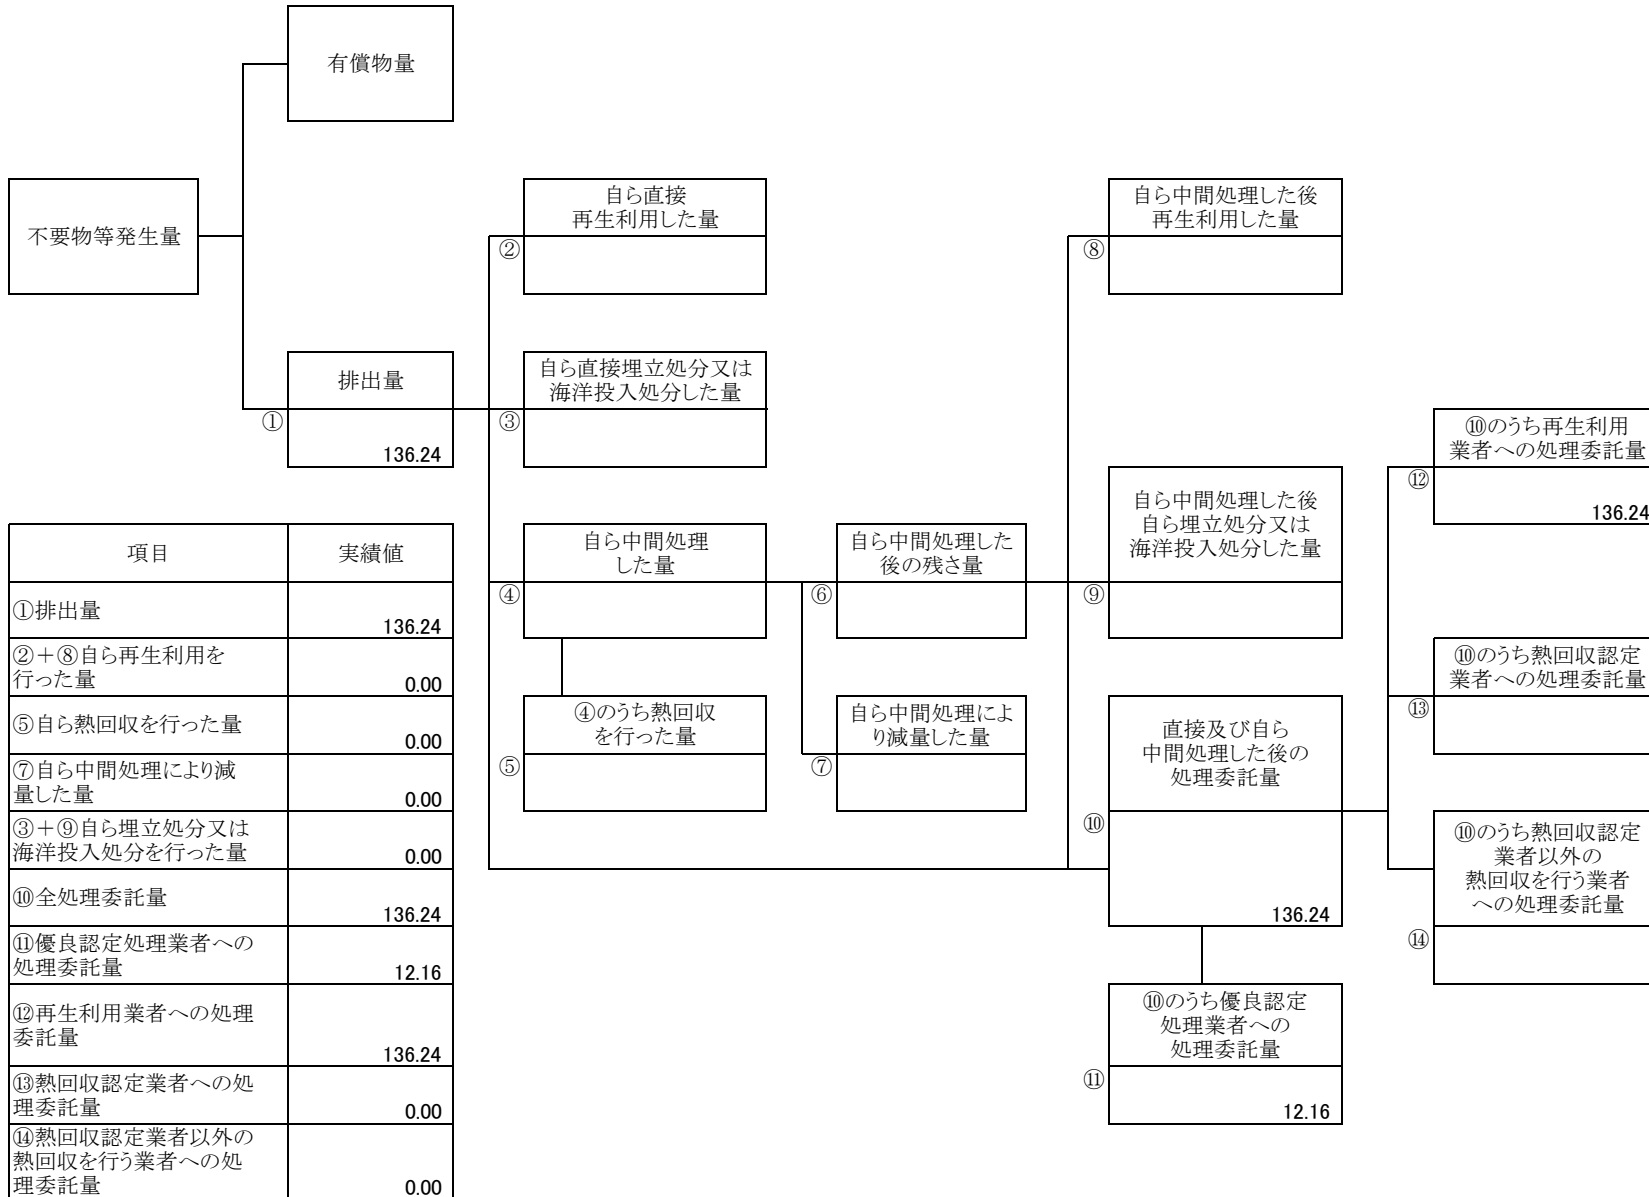 有償物量
不要物等発生量
自ら直接
再生利用した量
②
自ら中間処理した後
再生利用した量
⑧
排出量
①
136.24
自ら直接埋立処分又は
海洋投入処分した量
③
⑩のうち再生利用
業者への処理委託量
⑫
136.24
自ら中間処理
した量
④
自ら中間処理した
後の残さ量
⑥
自ら中間処理した後
自ら埋立処分又は
海洋投入処分した量
⑨
④のうち熱回収
を行った量
⑤
自ら中間処理によ
り減量した量
⑦
直接及び自ら
中間処理した後の
処理委託量
⑩
136.24
⑩のうち熱回収認定
業者への処理委託量
⑬
⑩のうち熱回収認定
業者以外の
熱回収を行う業者
への処理委託量
⑭
⑩のうち優良認定
処理業者への
処理委託量
⑪
12.16
項目 実績値
①排出量
136.24
②＋⑧自ら再生利用を
行った量
0.00
⑤自ら熱回収を行った量
0.00
⑦自ら中間処理により減
量した量
0.00
③＋⑨自ら埋立処分又は
海洋投入処分を行った量
0.00
⑩全処理委託量
136.24
⑪優良認定処理業者への
処理委託量
12.16
⑫再生利用業者への処理
委託量
136.24
⑬熱回収認定業者への処
理委託量
0.00
⑭熱回収認定業者以外の
熱回収を行う業者への処
理委託量
0.00